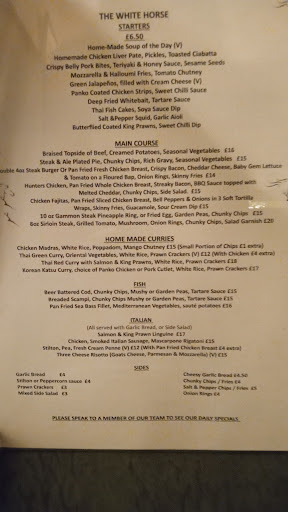 THE WHITE HORSE
STARTERS
£6.50
Home-Made Soup of the Day (V)
Homemade Chicken Liver Pate, Pickles, Toasted Ciabatta
Crispy Belly Pork Bites, Teriyaki & Honey Sauce, Sesame Seeds
Mozzarella & Halloumi Fries, Tomato Chutney
Green Jalapeños, filled with Cream Cheese (V)
Panko Coated Chicken Strips, Sweet Chilli Sauce
Deep Fried Whitebait, Tartare Sauce
Thai Fish Cakes, Soya Sauce Dip
Salt &Pepper Squid, Garlic Aioli
Butterflied Coated King Prawns, Sweet Chilli Dip
MAIN COURSE
Braised Topside of Beef, Creamed Potatoes, Seasonal Vegetables £16
Steak & Ale Plated Pie, Chunky Chips, Rich Gravy, Seasonal Vegetables £15
Double 4oz Steak Burger Or Pan Fried Fresh Chicken Breast, Crispy Bacon, Cheddar Cheese, Baby Gem Lettuce
& Tomato on a Floured Bap, Onion Rings, Skinny Fries £14
Hunters Chicken, Pan Fried Whole Chicken Breast, Streaky Bacon, BBQ Sauce topped with
Melted Cheddar, Chunky Chips, Side Salad. £15
Chicken Fajitas, Pan Fried Sliced Chicken Breast, Bell Peppers & Onions in 3 Soft Tortilla
Wraps, Skinny Fries, Guacamole, Sour Cream Dip £15
10 oz Gammon Steak Pineapple Ring, or Fried Egg, Garden Peas, Chunky Chips £15
8oz Sirloin Steak, Grilled Tomato, Mushroom, Onion Rings, Chunky Chips, Salad Garnish £20
HOME MADE CURRIES
Chicken Madras, White Rice, Poppadom, Mango Chutney £15 (Small Portion of Chips £1 extra)
Thai Green Curry, Oriental Vegetables, White Rice, Prawn Crackers (V) £12 (With Chicken £4 extra)
Thai Red Curry with Salmon & King Prawns, White Rice, Prawn Crackers £18
Korean Katsu Curry, choice of Panko Chicken or Pork Cutlet, White Rice, Prawn Crackers £17
FISH
Beer Battered Cod, Chunky Chips, Mushy or Garden Peas, Tartare Sauce £15
Breaded Scampi, Chunky Chips Mushy or Garden Peas, Tartare Sauce £15
Pan Fried Sea Bass Fillet, Mediterranean Vegetables, sauté potatoes £16
ITALIAN
(All served with Garlic Bread, or Side Salad)
Salmon & King Prawn Linguine £17
Chicken, Smoked Italian Sausage, Mascarpone Rigatoni £15
Stilton, Pea, Fresh Cream Penne (V) £12 (With Pan Fried Chicken Breast £4 extra)
Three Cheese Risotto (Goats Cheese, Parmesan & Mozzarella) (V) £15
SIDES
Garlic Bread £4 Cheesy Garlic Bread £4.50
Stilton or Peppercorn sauce £4 Chunky Chips / Fries £4
Prawn Crackers £3 Salt & Pepper Chips / Fries £5
Mixed Side Salad £3 Onion Rings £4
PLEASE SPEAK TO A MEMBER OF OUR TEAM TO SEE OUR DAILY SPECIALS.